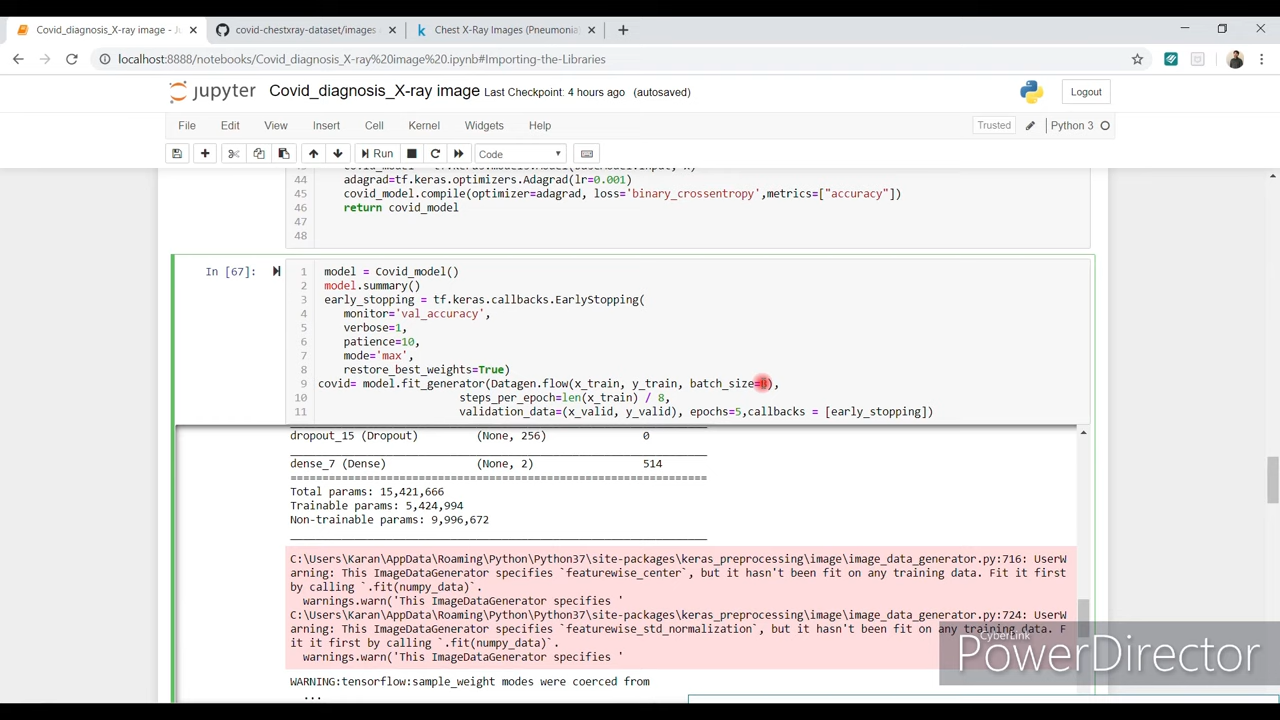 Covid_diagnosis_X-ray image - Ju
covid-chestxray-dataset/images a
Chest X-Ray Images (Pneumonia)
localhost:8888/notebooks/Covid_diagnosis_X-ray%20image%20.ipynb#Importing-the-Libraries
jupyter Covid_diagnosis_X-ray image Last Checkpoint: 4 hours ago (autosaved)
Logout
File Edit View Insert Cell Kernel Widgets Help
Trusted
Python 3
Run
Code
44 adagrad=tf.keras.optimizers.Adagrad(lr=0.001)
45 covid_model.compile(optimizer=adagrad, loss='binary_crossentropy',metrics=["accuracy"])
46 return covid_model
47
48
In [67]:
1 model = Covid_model()
2 model.summary()
3 early_stopping = tf.keras.callbacks.EarlyStopping(
4 monitor='val_accuracy',
5 verbose=1,
6 patience=10,
7 mode='max',
8 restore_best_weights=True)
9 covid= model.fit_generator(Datagen.flow(x_train, y_train, batch_size= ),
10 steps_per_epoch=len(x_train) / 8,
11 validation_data=(x_valid, y_valid), epochs=5,callbacks = [early_stopping])
dropout_15 (Dropout) (None, 256) 0
dense_7 (Dense) (None, 2) 514
=================================================================
Total params: 15,421,666
Trainable params: 5,424,994
Non-trainable params: 9,996,672
C:\Users\Karan\AppData\Roaming\Python\Python37\site-packages\keras_preprocessing\image\image_data_generator.py:716: UserW
arning: This ImageDataGenerator specifies `featurewise_center`, but it hasn't been fit on any training data. Fit it first
by calling `.fit(numpy_data)`.
warnings.warn('This ImageDataGenerator specifies '
C:\Users\Karan\AppData\Roaming\Python\Python37\site-packages\keras_preprocessing\image\image_data_generator.py:724: UserW
arning: This ImageDataGenerator specifies `featurewise_std_normalization`, but it hasn't been fit on any training data. F
it it first by calling `.fit(numpy_data)`.
warnings.warn('This ImageDataGenerator specifies '
WARNING:tensorflow:sample_weight modes were coerced from
...
CyberLink
PowerDirector